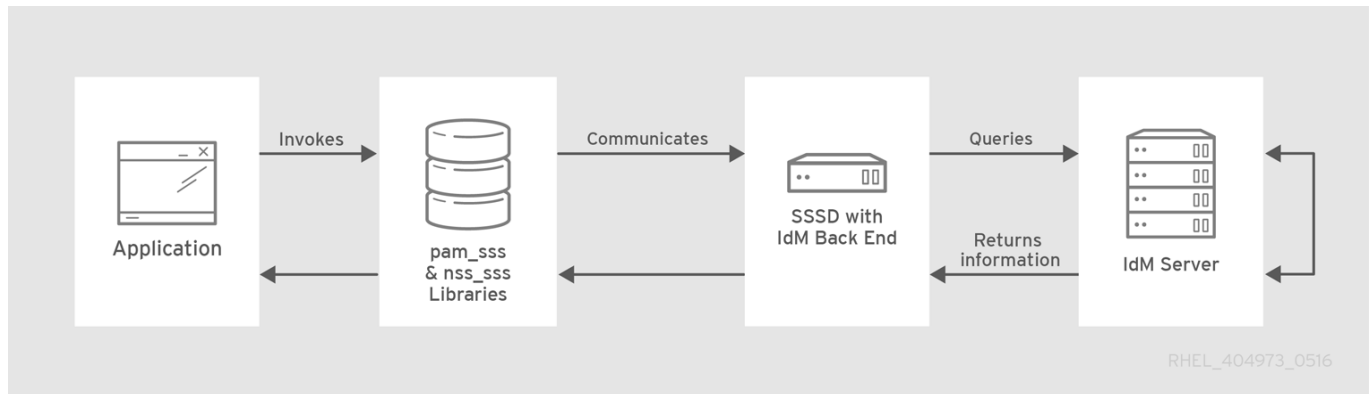 Invokes
Communicates
Queries
Application
pam_sss
& nss_sss
Libraries
SSSD with
IdM Back End
Returns
information
IdM Server
RHEL_404973_0516